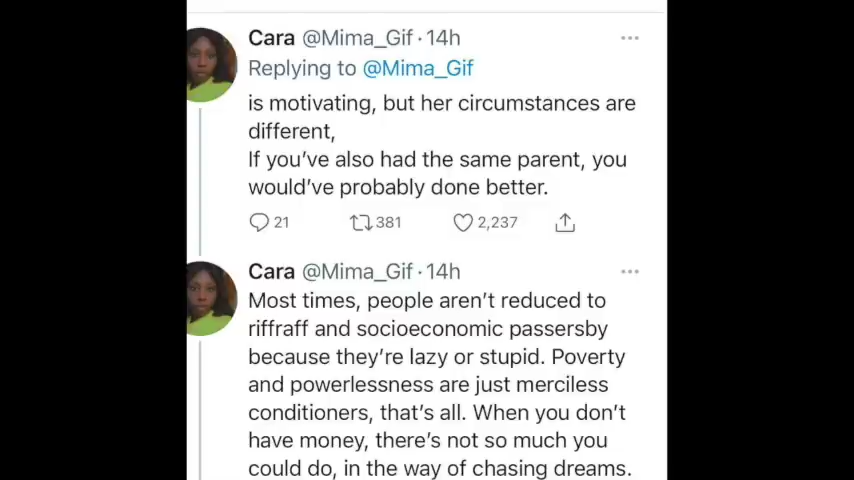 Cara @Mima_Gif · 14h
Replying to @Mima_Gif
is motivating, but her circumstances are
different,
If you've also had the same parent, you
would've probably done better.
21 381 2,237
Cara @Mima_Gif · 14h
Most times, people aren't reduced to
riffraff and socioeconomic passersby
because they're lazy or stupid. Poverty
and powerlessness are just merciless
conditioners, that's all. When you don't
have money, there's not so much you
could do, in the way of chasing dreams.